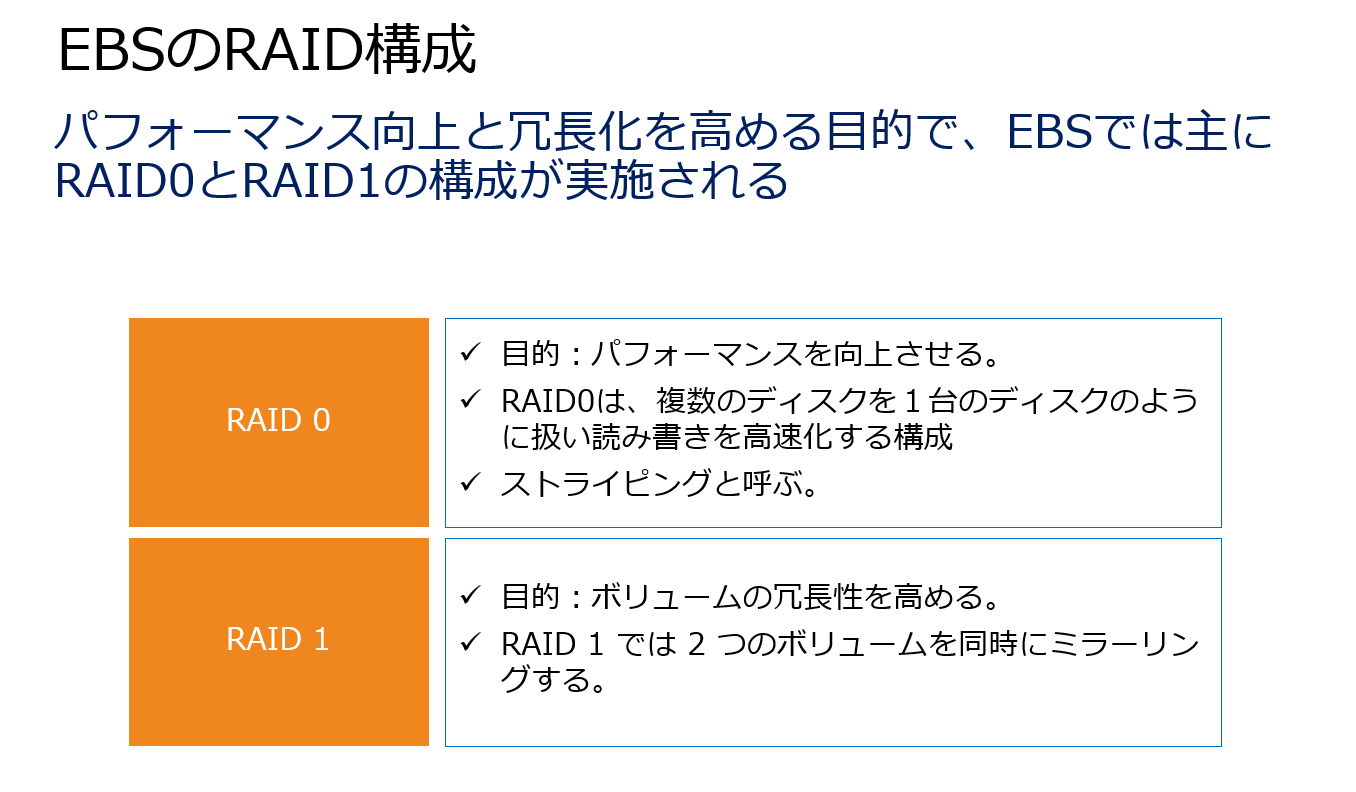 EBSのRAID構成
パフォーマンス向上と冗長化を高める目的で、EBSでは主に
RAID0とRAID1の構成が実施される
RAID 0
✓ 目的：パフォーマンスを向上させる。
✓ RAID0は、複数のディスクを１台のディスクのよう
に扱い読み書きを高速化する構成
✓ ストライピングと呼ぶ。
RAID 1
✓ 目的：ボリュームの冗長性を高める。
✓ RAID 1 では 2 つのボリュームを同時にミラーリン
グする。